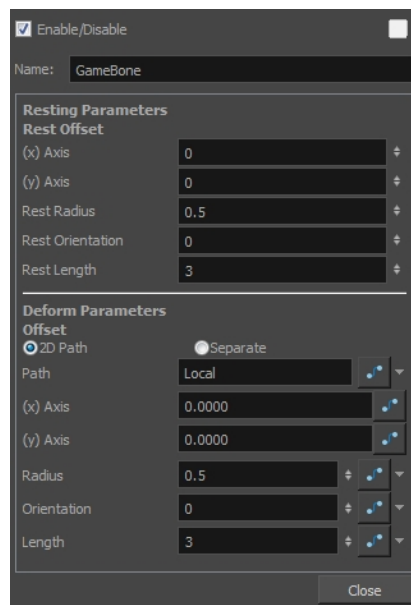 Enable/Disable
Name: GameBone
Resting Parameters
Rest Offset
(x) Axis 0
(y) Axis 0
Rest Radius 0.5
Rest Orientation 0
Rest Length 3
Deform Parameters
Offset
2D Path Separate
Path Local
(x) Axis 0.0000
(y) Axis 0.0000
Radius 0.5
Orientation 0
Length 3
Close